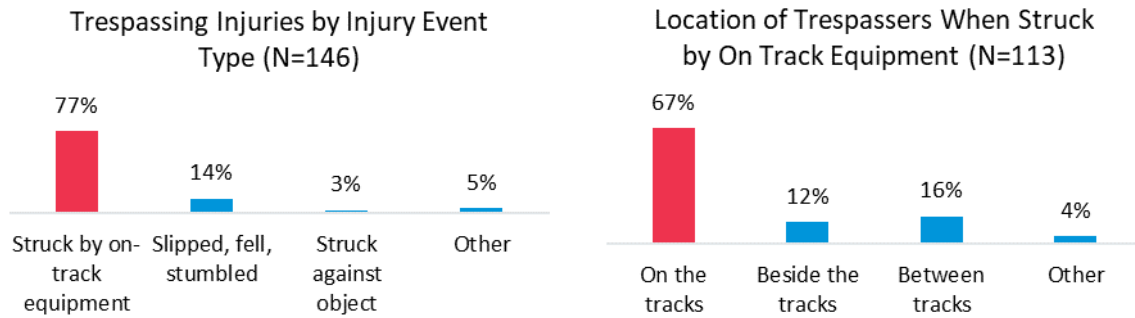 Trespassing Injuries by Injury Event
Type (N=146)
77%
14%
3%
5%
Struck by on-
track
equipment
Slipped, fell,
stumbled
Struck
against
object
Other
Location of Trespassers When Struck
by On Track Equipment (N=113)
67%
12%
16%
4%
On the
tracks
Beside the
tracks
Between
tracks
Other